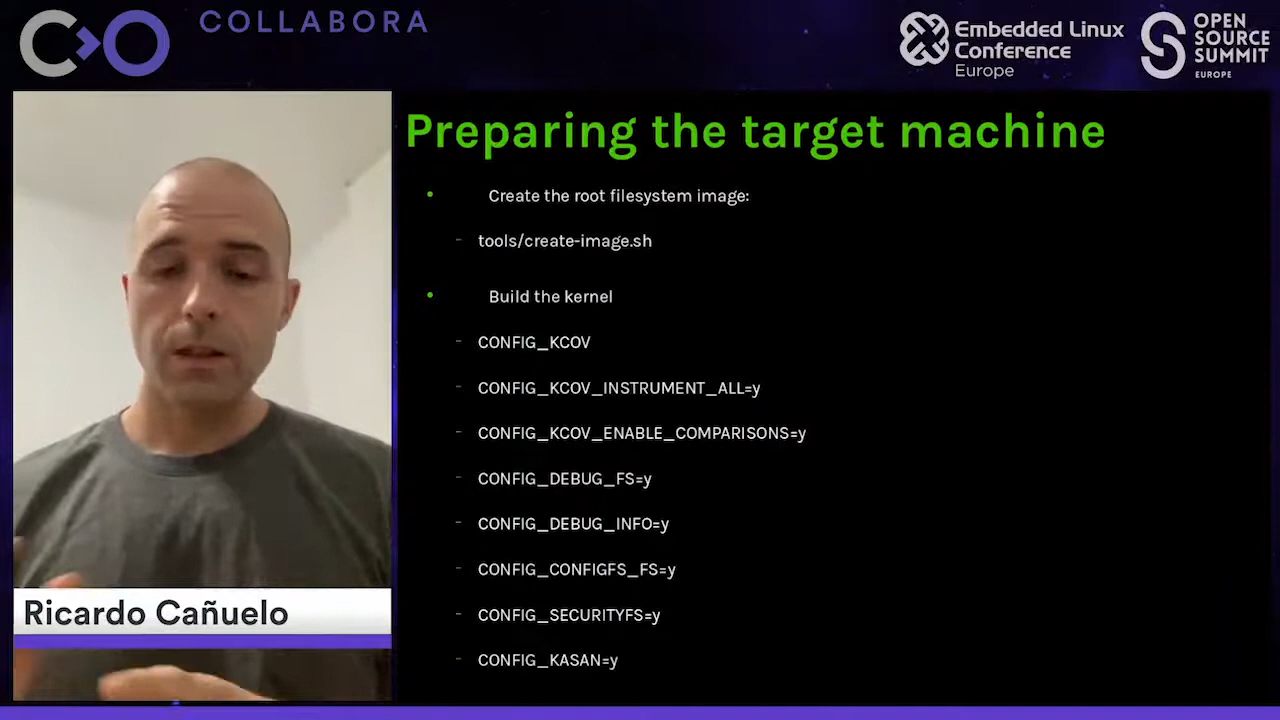 COLLABORA
Embedded Linux
Conference
Europe
OPEN
SOURCE
SUMMIT
EUROPE
Preparing the target machine
• Create the root filesystem image:
– tools/create-image.sh
• Build the kernel
– CONFIG_KCOV
– CONFIG_KCOV_INSTRUMENT_ALL=y
– CONFIG_KCOV_ENABLE_COMPARISONS=y
– CONFIG_DEBUG_FS=y
– CONFIG_DEBUG_INFO=y
– CONFIG_CONFIGFS_FS=y
– CONFIG_SECURITYFS=y
– CONFIG_KASAN=y
Ricardo Cañuelo